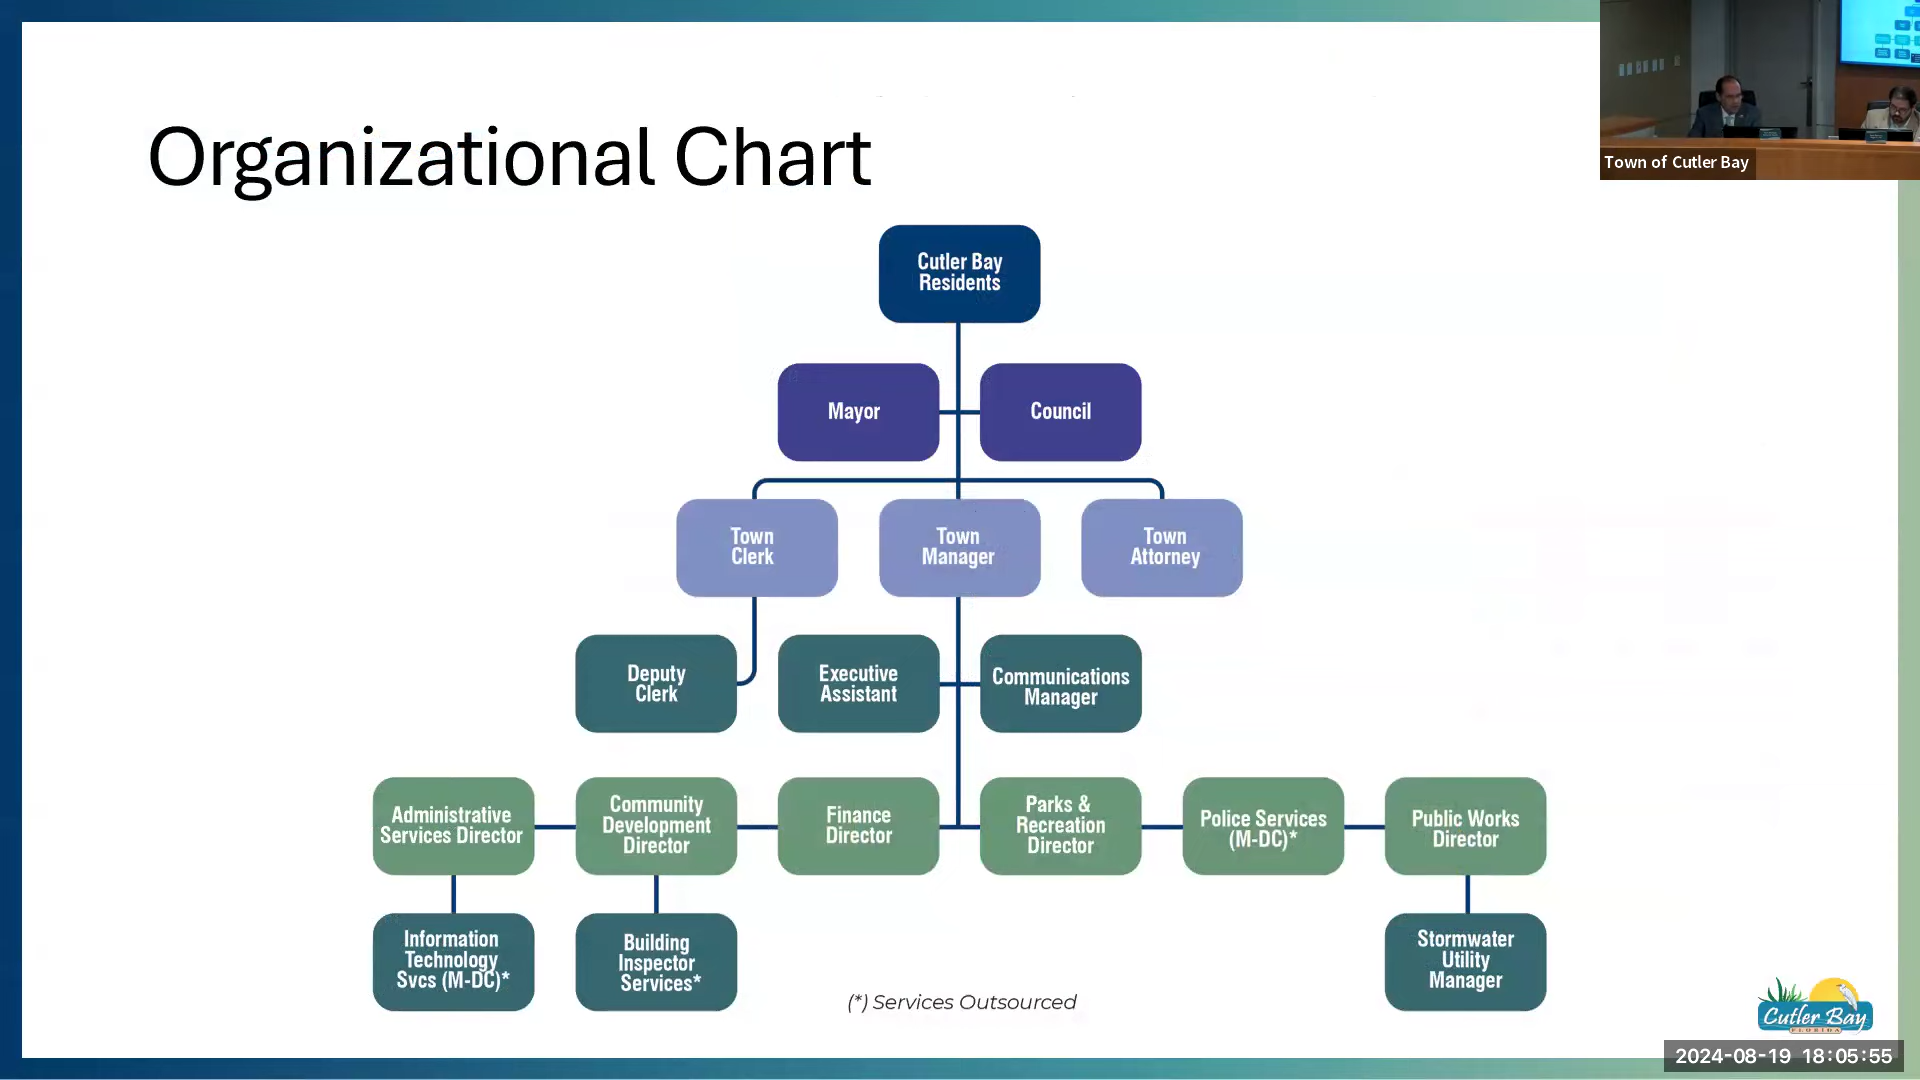 Organizational Chart
Town of Cutler Bay
Cutler Bay
Residents
Mayor
Council
Town
Clerk
Town
Manager
Town
Attorney
Deputy
Clerk
Executive
Assistant
Communications
Manager
Administrative
Services Director
Community
Development
Director
Finance
Director
Parks &
Recreation
Director
Police Services
(M-DC)*
Public Works
Director
Information
Technology
Svcs (M-DC)*
Building
Inspector
Services*
Stormwater
Utility
Manager
(*) Services Outsourced
Cutler Bay
FLORIDA
2024-08-19 18:05:55